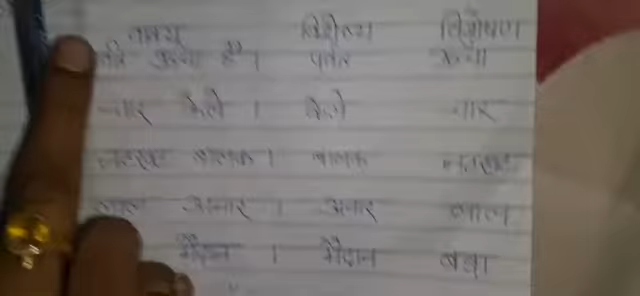 वाक्य विशेष्य विशेषण
ऊँचा है। पर्वत ऊँचा
चार केले। केले चार
नटखट बालक। बालक नटखट
लाल अनार। अनार लाल
मैदान। मैदान बड़ा